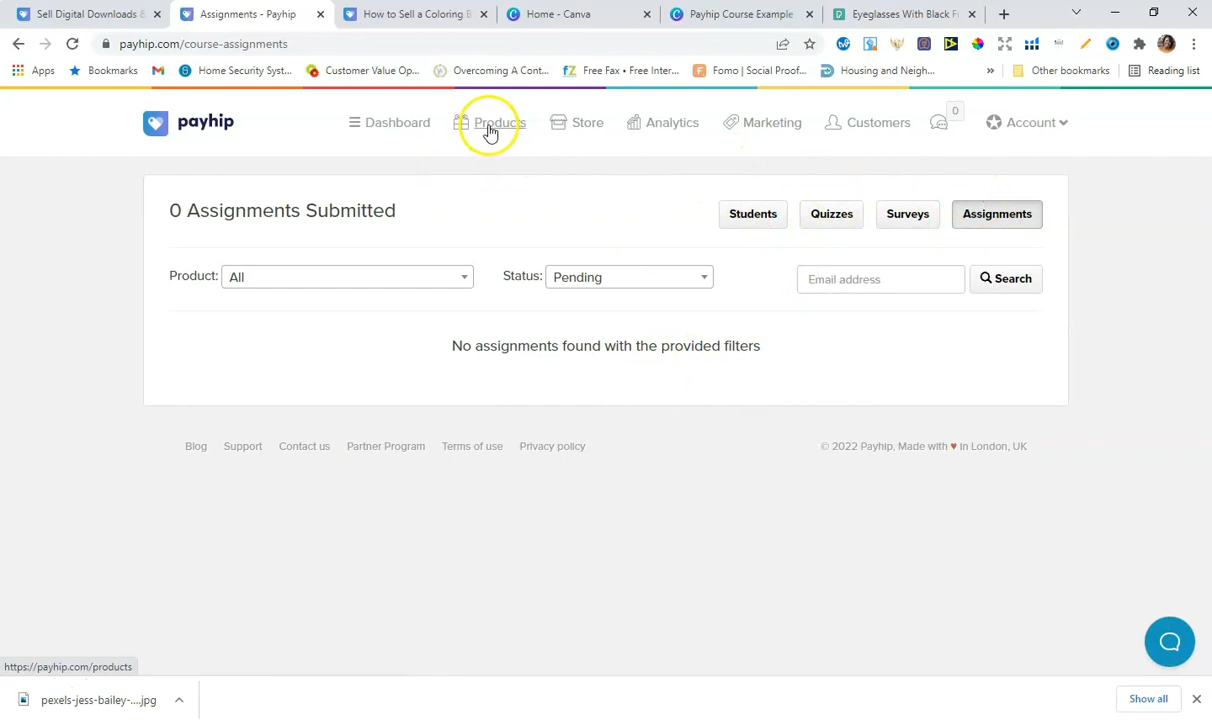 Sell Digital Downloads &
Assignments - Payhip
How to Sell a Coloring B
Home - Canva
Payhip Course Example
Eyeglasses With Black F
payhip.com/course-assignments
Apps
Bookmarks
Home Security Syst...
Customer Value Op...
Overcoming A Cont...
Free Fax • Free Inter...
Fomo | Social Proof...
Housing and Neigh...
»
Other bookmarks
Reading list
payhip
Dashboard
Products
Store
Analytics
Marketing
Customers
0
Account
0 Assignments Submitted
Students
Quizzes
Surveys
Assignments
Product:
All
Status:
Pending
Email address
Search
No assignments found with the provided filters
Blog
Support
Contact us
Partner Program
Terms of use
Privacy policy
© 2022 Payhip, Made with ♥ in London, UK
https://payhip.com/products
pexels-jess-bailey-....jpg
Show all